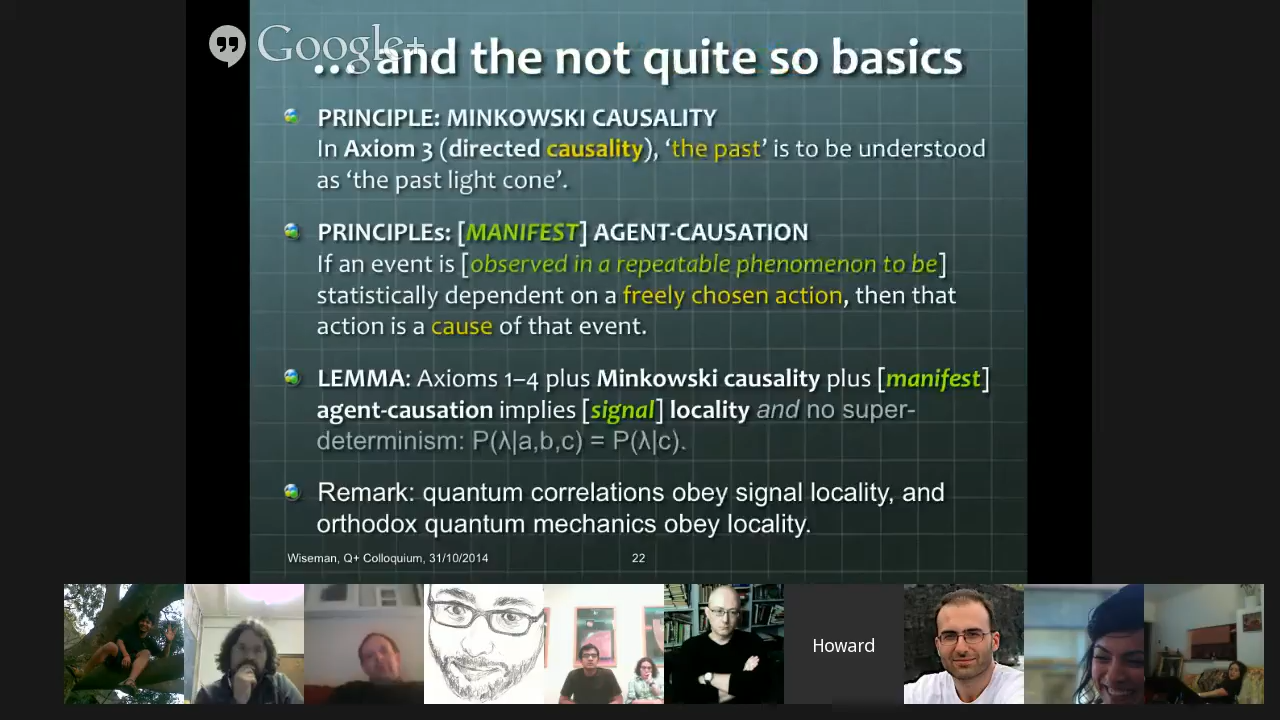 Google+
... and the not quite so basics
PRINCIPLE: MINKOWSKI CAUSALITY
In Axiom 3 (directed causality), ‘the past’ is to be understood
as ‘the past light cone’.
PRINCIPLEs: [MANIFEST] AGENT-CAUSATION
If an event is [observed in a repeatable phenomenon to be]
statistically dependent on a freely chosen action, then that
action is a cause of that event.
LEMMA: Axioms 1–4 plus Minkowski causality plus [manifest]
agent-causation implies [signal] locality and no super-
determinism: P(λ|a,b,c) = P(λ|c).
Remark: quantum correlations obey signal locality, and
orthodox quantum mechanics obey locality.
Wiseman, Q+ Colloquium, 31/10/2014 22
Howard